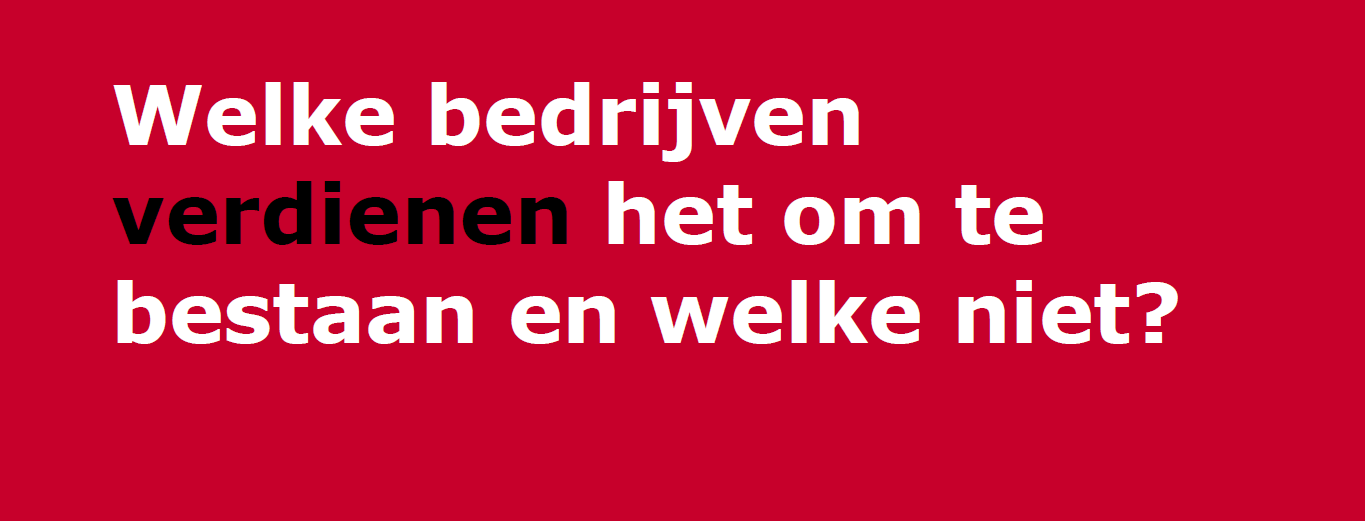 Welke bedrijven
verdienen het om te
bestaan en welke niet?